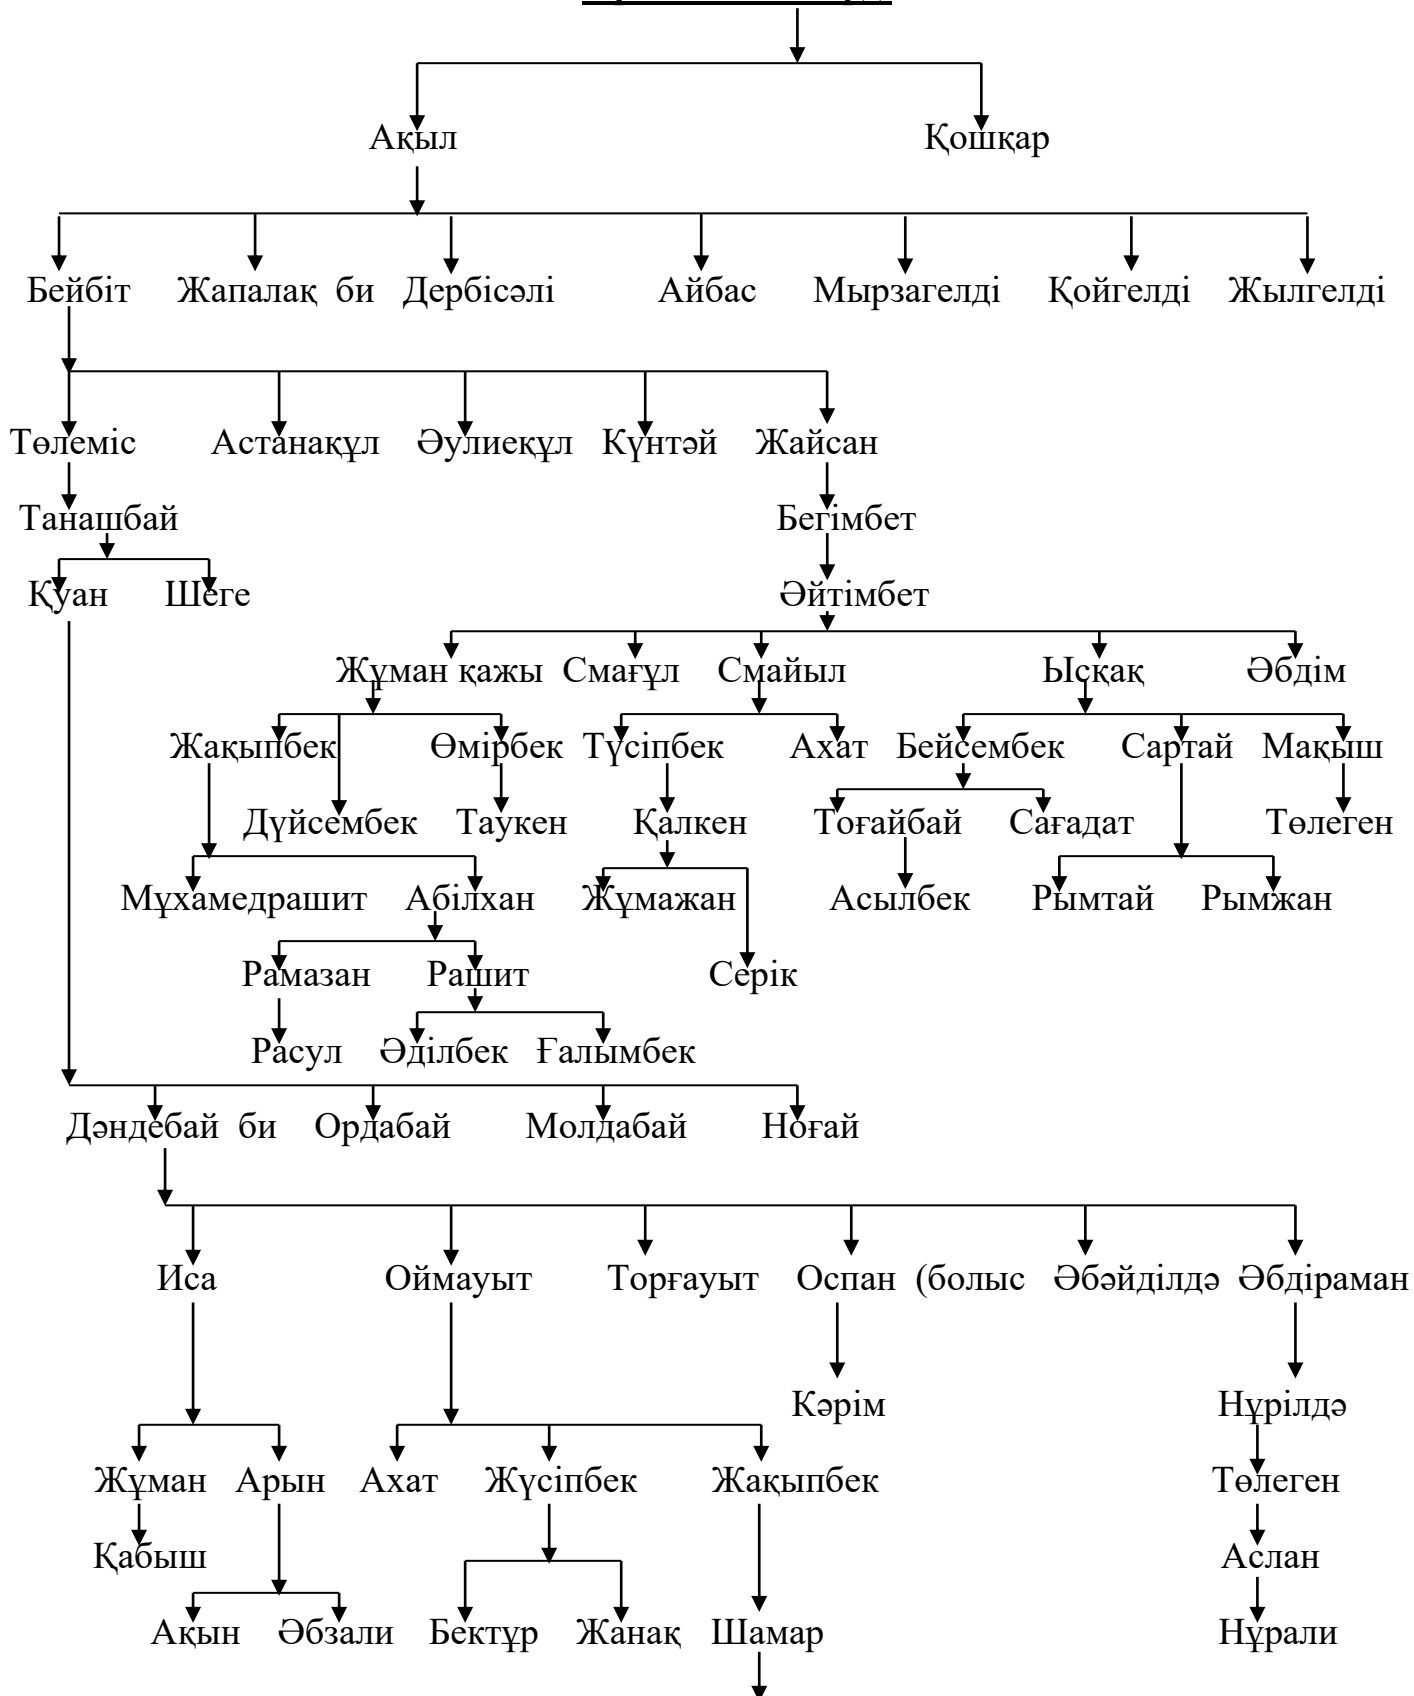 Ақыл Қошқар
Бейбіт Жапалақ би Дербісәлі Айбас Мырзагелді Қойгелді Жылгелді
Төлеміс Астанақұл Әулиеқұл Күнтәй Жайсан
Танашбай Бегімбет
Қуан Шеге Әйтімбет
Жұман қажы Смағұл Смайыл Ысқақ Әбдім
Жақыпбек Өмірбек Түсіпбек Ахат Бейсембек Сартай Мақыш
Дүйсембек Таукен Қалкен Тоғайбай Сағадат Төлеген
Мұхамедрашит Абілхан Жұмажан Асылбек Рымтай Рымжан
Рамазан Рашит Серік
Расул Әділбек Ғалымбек
Дәндебай би Ордабай Молдабай Ноғай
Иса Оймауыт Торғауыт Оспан (болыс Әбәйділдә Әбдіраман
Кәрім Нұрілдә
Жұман Арын Ахат Жүсіпбек Жақыпбек Төлеген
Қабыш Аслан
Ақын Әбзали Бектұр Жанақ Шамар Нұрали